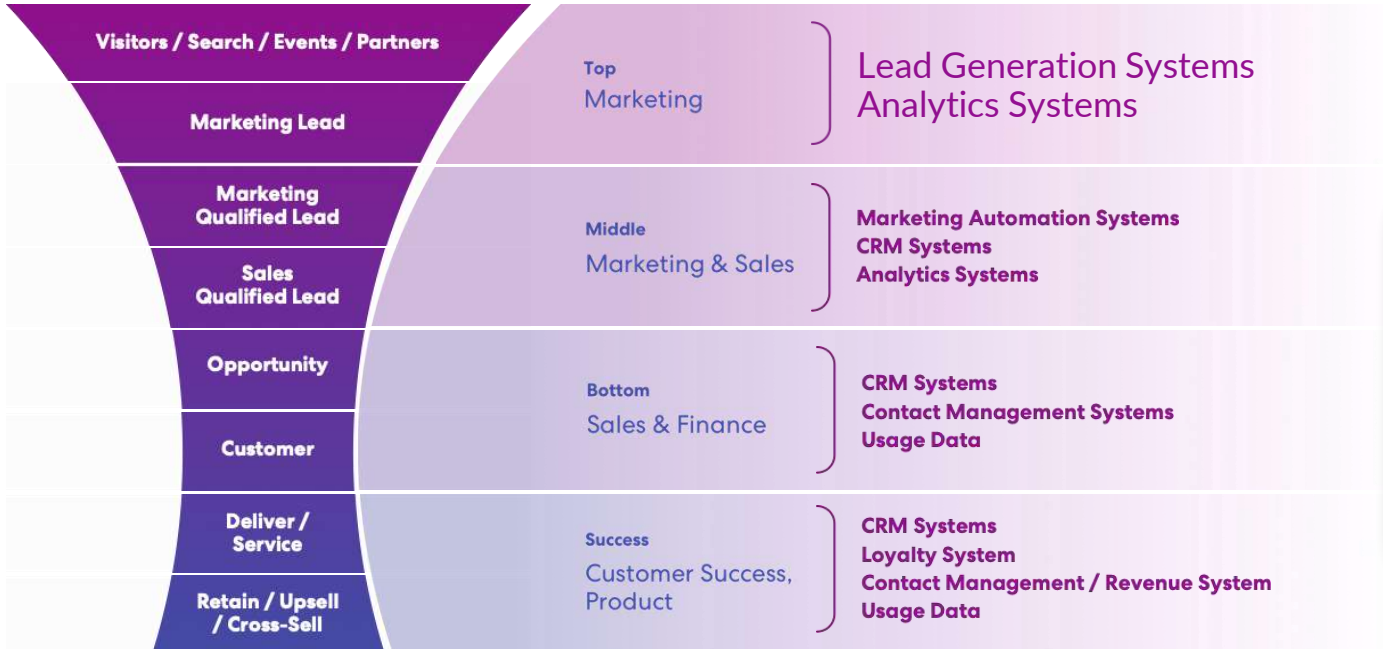 Visitors / Search / Events / Partners
Marketing Lead
Marketing
Qualified Lead
Sales
Qualified Lead
Opportunity
Customer
Deliver /
Service
Retain / Upsell
/ Cross-Sell
Top
Marketing
Lead Generation Systems
Analytics Systems
Middle
Marketing & Sales
Marketing Automation Systems
CRM Systems
Analytics Systems
Bottom
Sales & Finance
CRM Systems
Contact Management Systems
Usage Data
Success
Customer Success,
Product
CRM Systems
Loyalty System
Contact Management / Revenue System
Usage Data